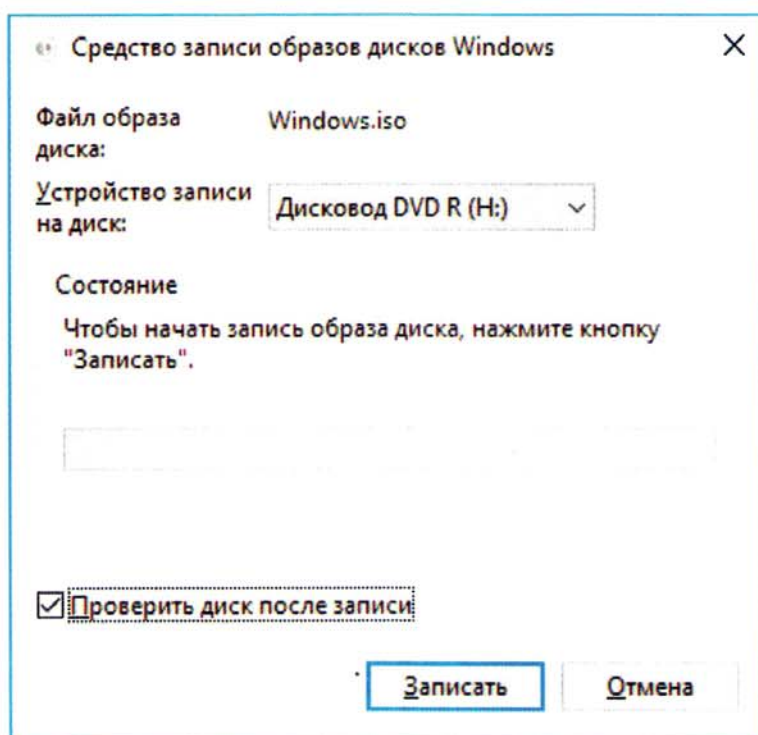 Средство записи образов дисков Windows
Файл образа
диска:
Windows.iso
Устройство записи
на диск:
Дисковод DVD R (H:)
Состояние
Чтобы начать запись образа диска, нажмите кнопку
"Записать".
Проверить диск после записи
Записать
Отмена